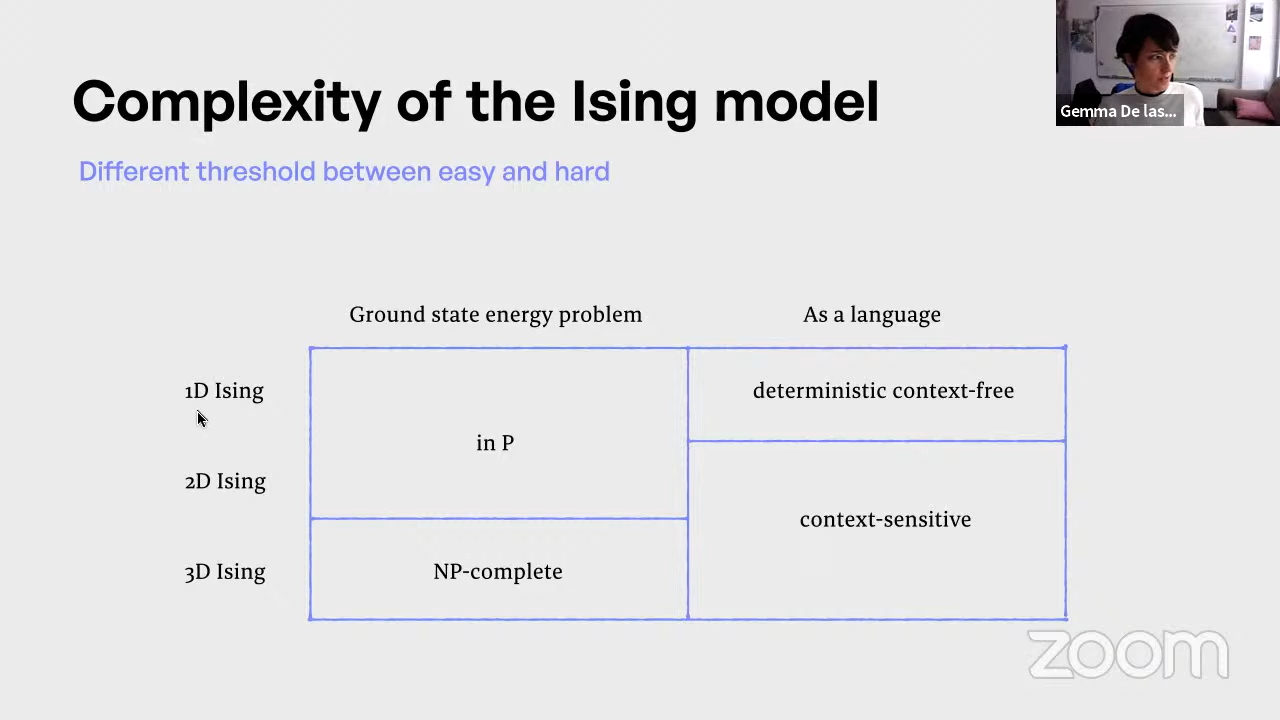 Complexity of the Ising model
Gemma De las...
Different threshold between easy and hard
Ground state energy problem
As a language
1D Ising
deterministic context-free
in P
2D Ising
context-sensitive
3D Ising
NP-complete
zoom